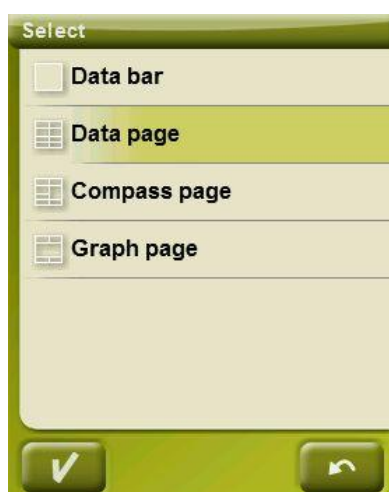 Select
Data bar
Data page
Compass page
Graph page